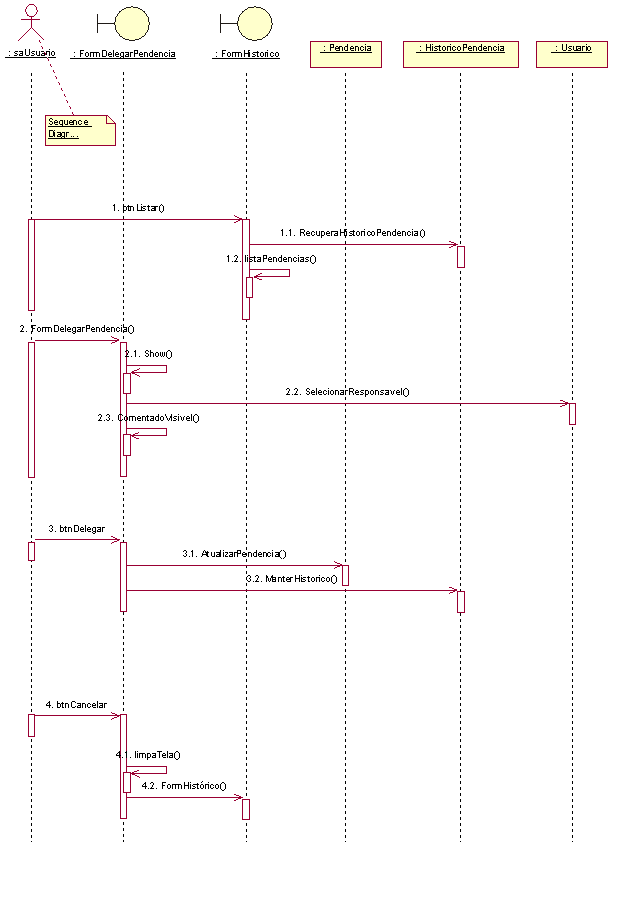 : saUsuario
: FormDelegarPendencia
: FormHistorico
: Pendencia
: HistoricoPendencia
: Usuario
Sequence
Diagr...
1. btnListar()
1.1. RecuperaHistoricoPendencia()
1.2. listaPendencias()
2. FormDelegarPendencia()
2.1. Show()
2.2. SelecionarResponsavel()
2.3. ComentadoVisivel()
3. btnDelegar
3.1. AtualizarPendencia()
3.2. ManterHistorico()
4. btnCancelar
4.1. limpaTela()
4.2. FormHistórico()